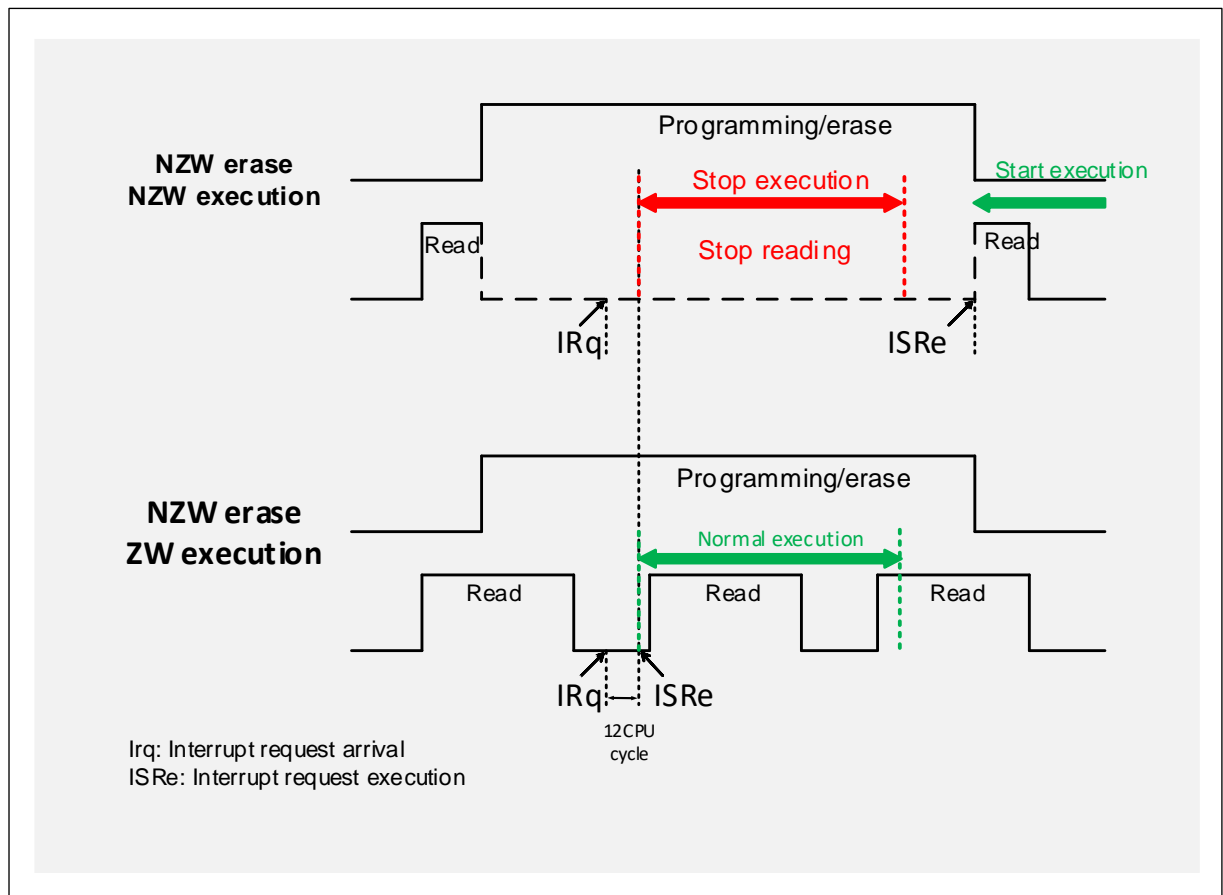 Programming/erase
NZW erase
NZW execution
Stop execution
Start execution
Read
Stop reading
Read
IRq
ISRe
Programming/erase
NZW erase
ZW execution
Normal execution
Read
Read
Read
IRq
ISRe
12CPU
cycle
Irq: Interrupt request arrival
ISRe: Interrupt request execution